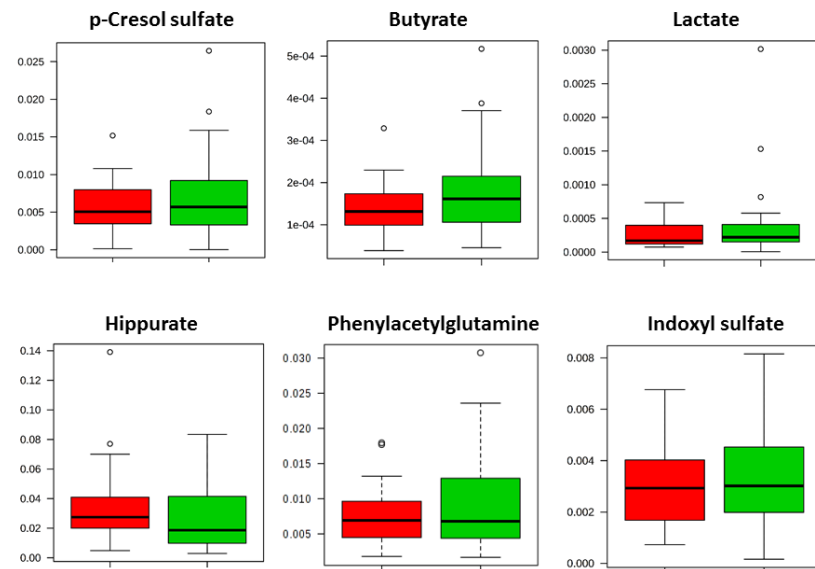 p-Cresol sulfate
Butyrate
Lactate
0.025
0.020
0.015
0.010
0.005
0.000
5e-04
4e-04
3e-04
2e-04
1e-04
0.0030
0.0025
0.0020
0.0015
0.0010
0.0005
0.0000
Hippurate
Phenylacetylglutamine
Indoxyl sulfate
0.14
0.12
0.10
0.08
0.06
0.04
0.02
0.00
0.030
0.020
0.015
0.010
0.005
0.008
0.006
0.004
0.002
0.000